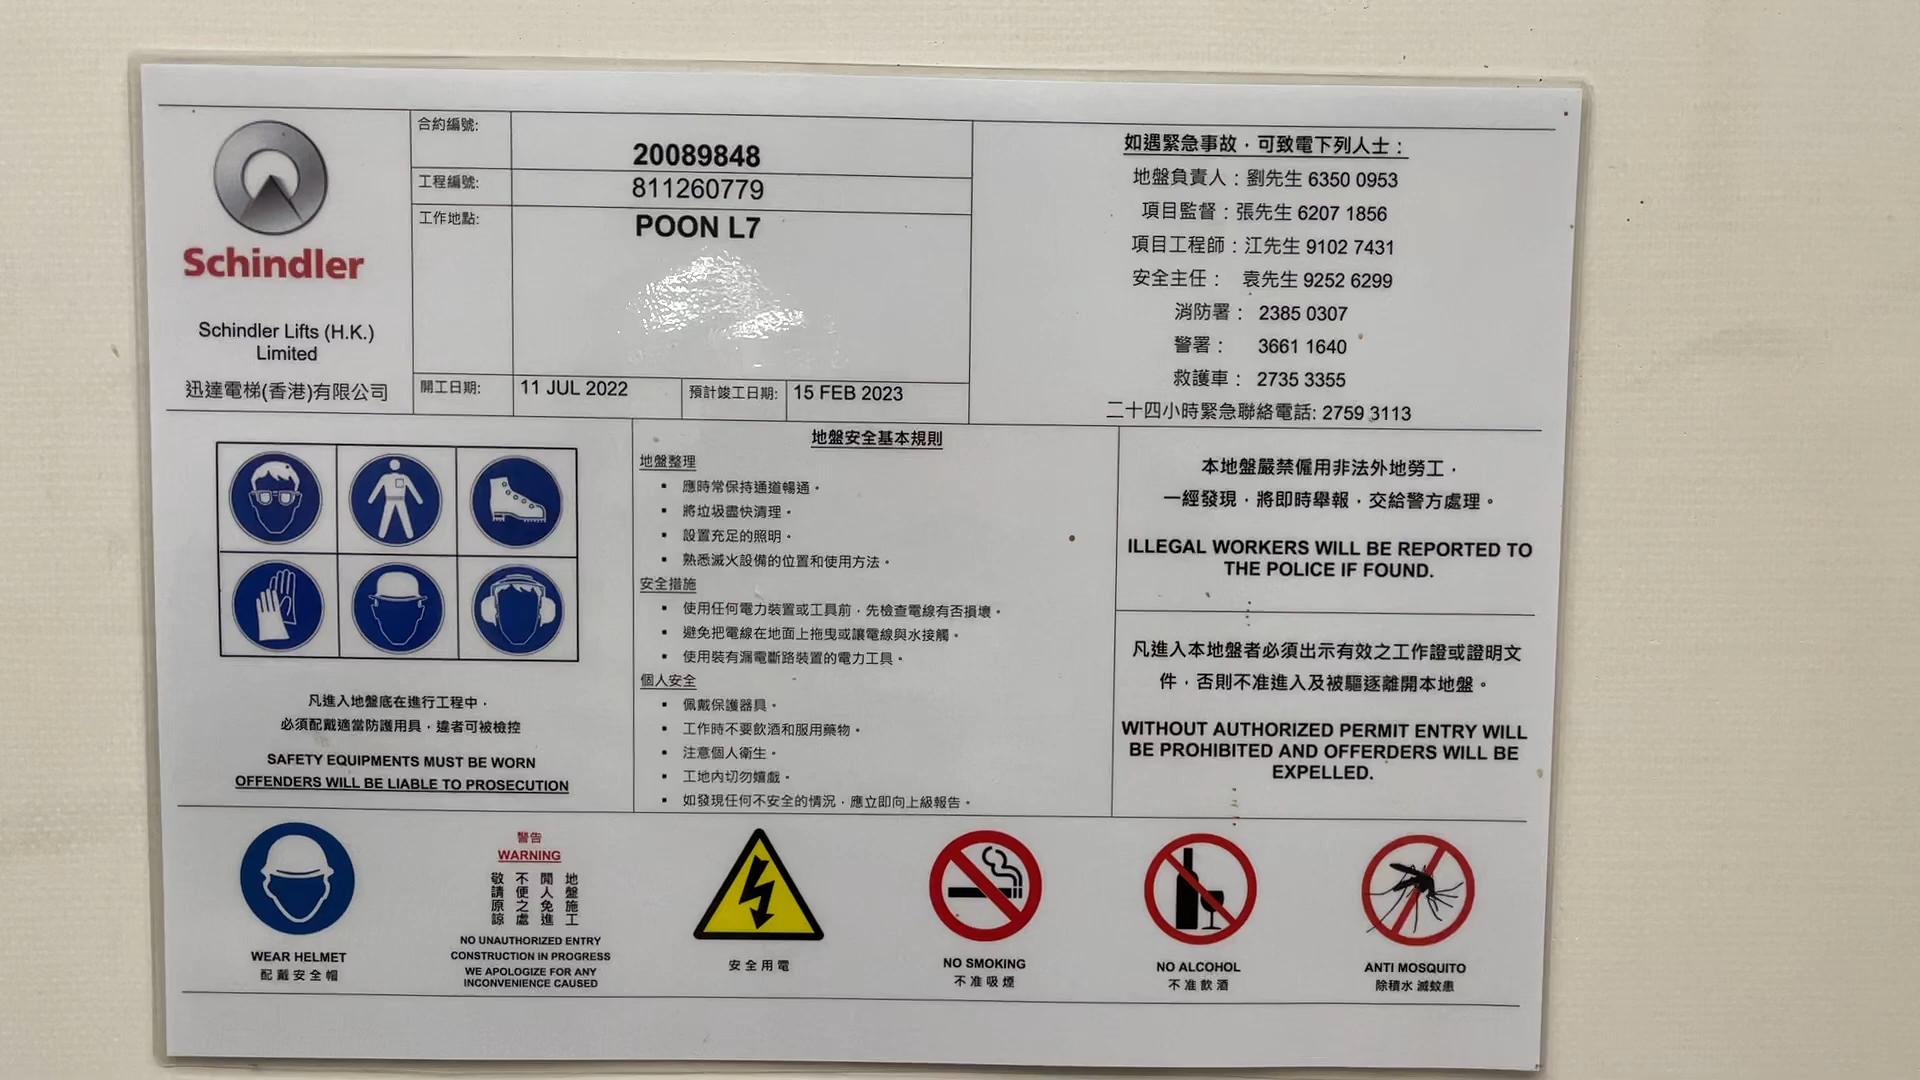 Schindler
Schindler Lifts (H.K.)
Limited
迅達電梯(香港)有限公司
合約編號:
20089848
工程編號:
811260779
工作地點:
POON L7
開工日期:
11 JUL 2022
預計竣工日期:
15 FEB 2023
如遇緊急事故，可致電下列人士：
地盤負責人：劉先生 6350 0953
項目監督：張先生 6207 1856
項目工程師：江先生 9102 7431
安全主任： 袁先生 9252 6299
消防署： 2385 0307
警署： 3661 1640
救護車： 2735 3355
二十四小時緊急聯絡電話: 2759 3113
凡進入地盤底在進行工程中，
必須配戴適當防護用具，違者可被檢控
SAFETY EQUIPMENTS MUST BE WORN
OFFENDERS WILL BE LIABLE TO PROSECUTION
地盤安全基本規則
地盤整理
▪ 應時常保持通道暢通。
▪ 將垃圾盡快清理。
▪ 設置充足的照明。
▪ 熟悉滅火設備的位置和使用方法。
安全措施
▪ 使用任何電力裝置或工具前，先檢查電線有否損壞。
▪ 避免把電線在地面上拖曳或讓電線與水接觸。
▪ 使用裝有漏電斷路裝置的電力工具。
個人安全
▪ 佩戴保護器具。
▪ 工作時不要飲酒和服用藥物。
▪ 注意個人衛生。
▪ 工地內切勿嬉戲。
▪ 如發現任何不安全的情況，應立即向上級報告。
本地盤嚴禁僱用非法外地勞工，
一經發現，將即時舉報，交給警方處理。
ILLEGAL WORKERS WILL BE REPORTED TO
THE POLICE IF FOUND.
凡進入本地盤者必須出示有效之工作證或證明文
件，否則不准進入及被驅逐離開本地盤。
WITHOUT AUTHORIZED PERMIT ENTRY WILL
BE PROHIBITED AND OFFERDERS WILL BE
EXPELLED.
WEAR HELMET
配戴安全帽
警告
WARNING
地盤施工
閒人免進
不便之處
敬請原諒
NO UNAUTHORIZED ENTRY
CONSTRUCTION IN PROGRESS
WE APOLOGIZE FOR ANY
INCONVENIENCE CAUSED
安全用電
NO SMOKING
不准吸煙
NO ALCOHOL
不准飲酒
ANTI MOSQUITO
除積水 滅蚊患